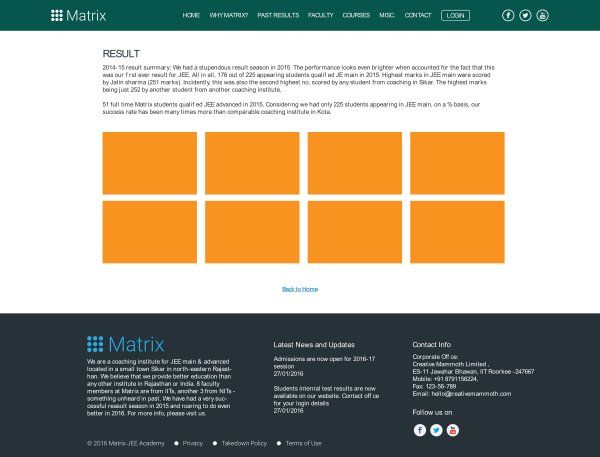 Matrix
HOME WHY MATRIX? PAST RESULTS FACULTY COURSES MISC. CONTACT LOGIN
RESULT
2014-15 result summary: We had a stupendous result season in 2015. The performance looks even brighter when accounted for the fact that this
was our f rst ever result for JEE. All in all, 176 out of 225 appearing students qualif ed JE main in 2015. Highest marks in JEE main were scored
by Jatin sharma (251 marks). Incidently, this was also the second highest no. scored by any student from coaching in Sikar. The highest marks
being just 252 by another student from another coaching institute.
51 full time Matrix students qualif ed JEE advanced in 2015. Considering we had only 225 students appearing in JEE main, on a % basis, our
success rate has been many times more than comparable coaching institute in Kota.
Back to Home
Matrix
We are a coaching institute for JEE main & advanced
located in a small town Sikar in north-eastern Rajast-
han. We believe that we provide better education than
any other institute in Rajasthan or India. 8 faculty
members at Matrix are from IITs, another 3 from NITs -
something unheard in past. We have had a very suc-
cessful reasult season in 2015 and roaring to do even
better in 2016. For more info, please visit us.
Latest News and Updates
Admissions are now open for 2016-17
session
27/01/2016
Students internal test results are now
available on our website. Contact off ce
for your login details
27/01/2016
Contact Info
Corporate Off ce:
Creative Mammoth Limited ,
ES-11 Jawahar Bhawan, IIT Roorkee -247667
Mobile: +91 8791156224,
Fax: 123-56-789
Email: hello@creativemammoth.com
Follow us on
© 2016 Matrix JEE Academy Privacy Takedown Policy Terms of Use